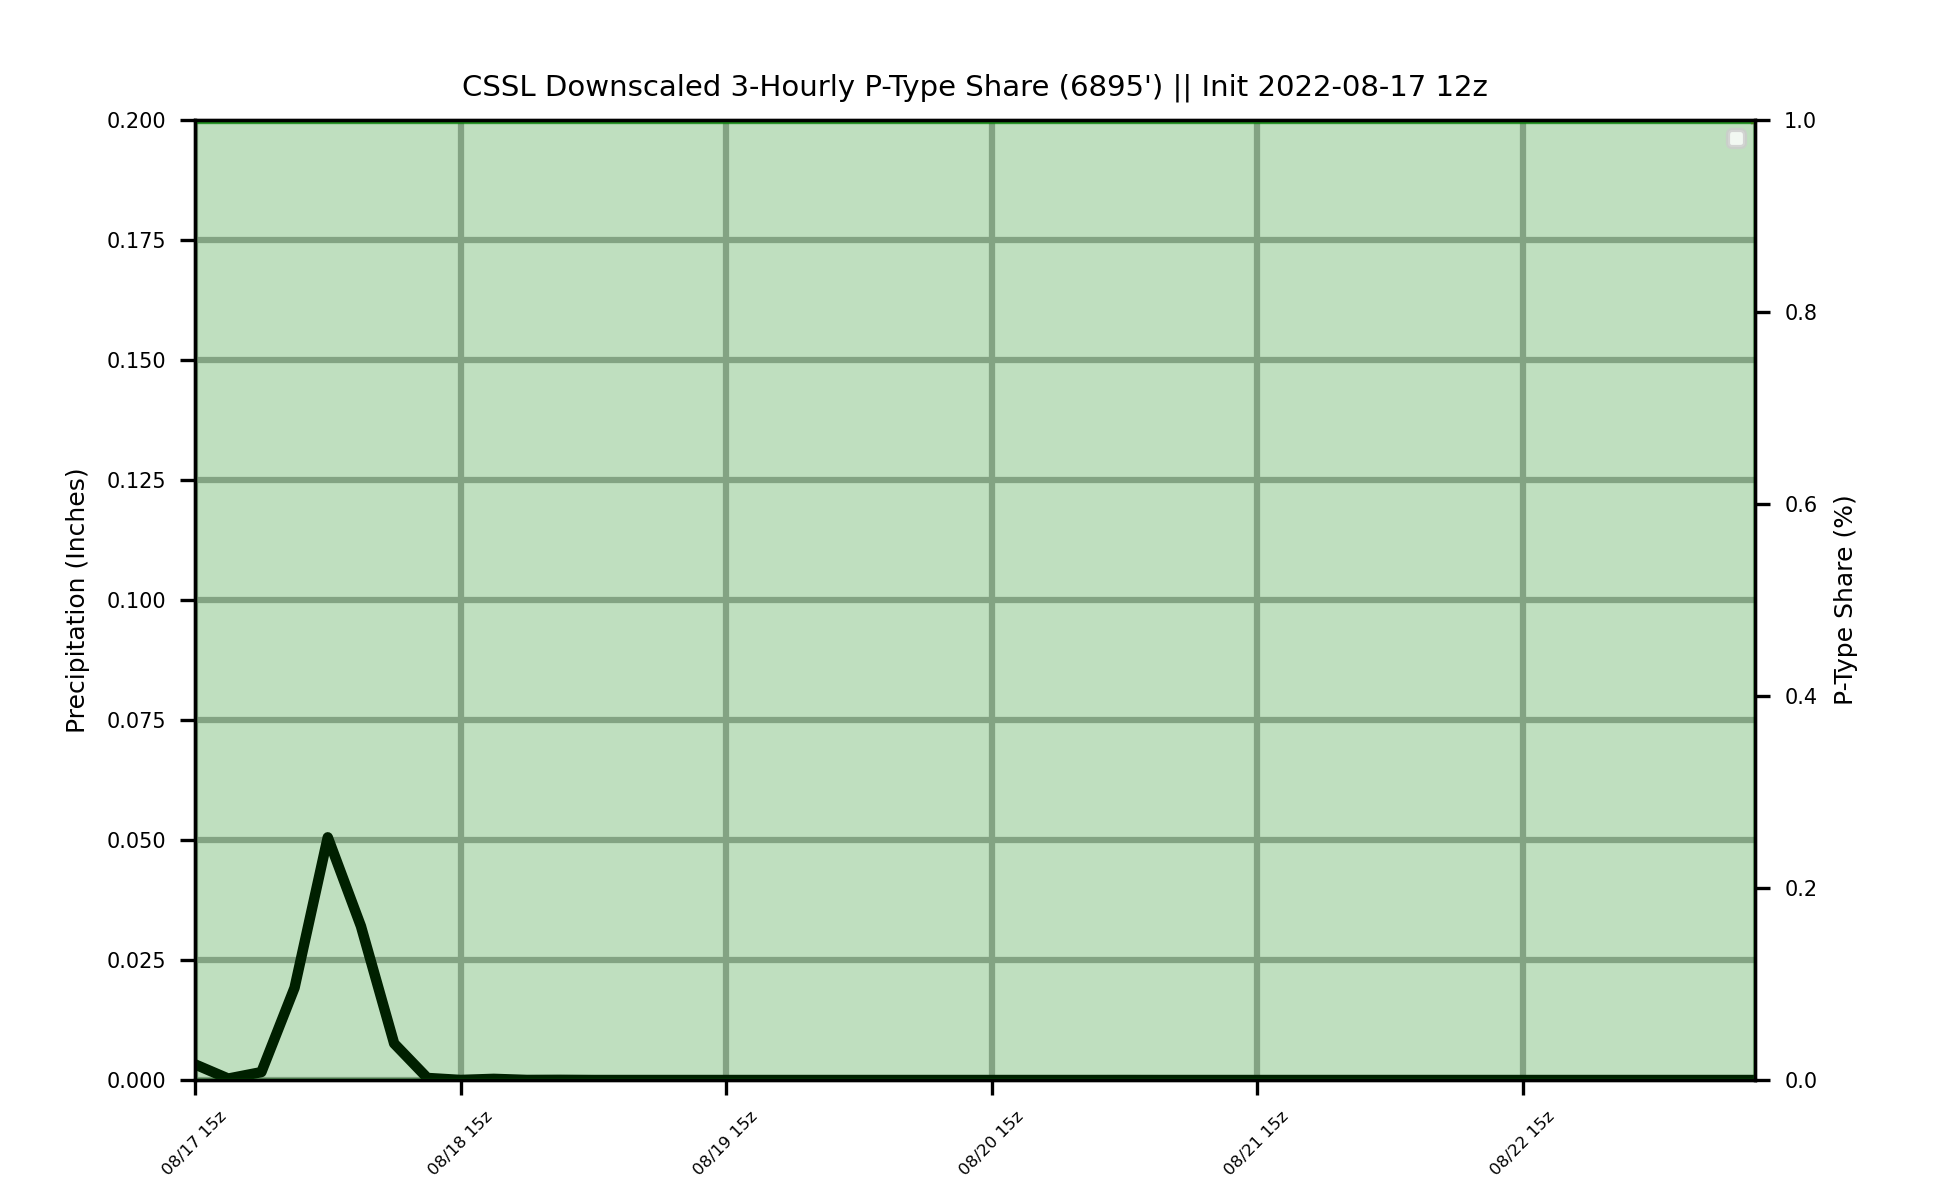 CSSL Downscaled 3-Hourly P-Type Share (6895') || Init 2022-08-17 12z
0.200
0.175
0.150
0.125
0.100
0.075
0.050
0.025
0.000
Precipitation (Inches)
1.0
0.8
0.6
0.4
0.2
0.0
P-Type Share (%)
08/17 15z
08/18 15z
08/19 15z
08/20 15z
08/21 15z
08/22 15z